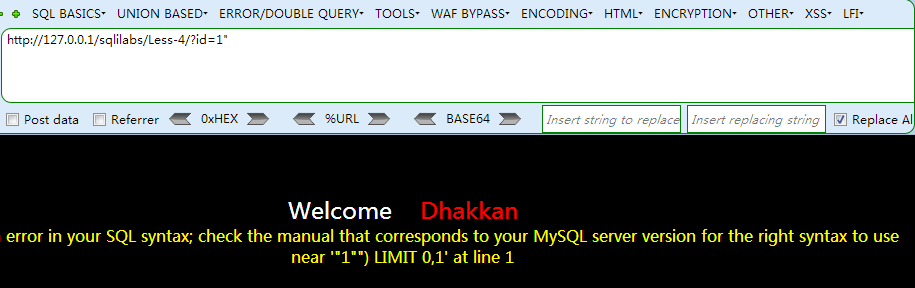 SQL BASICS UNION BASED ERROR/DOUBLE QUERY TOOLS WAF BYPASS ENCODING HTML ENCRYPTION OTHER XSS LFI
http://127.0.0.1/sqlilabs/Less-4/?id=1"
Post data Referrer 0xHEX %URL BASE64 Insert string to replace Insert replacing string Replace Al
Welcome Dhakkan
error in your SQL syntax; check the manual that corresponds to your MySQL server version for the right syntax to use
near '"1"") LIMIT 0,1' at line 1